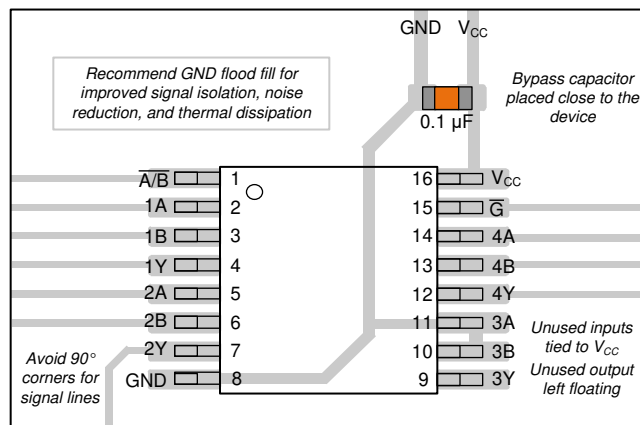 GND VCC
Recommend GND flood fill for
improved signal isolation, noise
reduction, and thermal dissipation
Bypass capacitor
placed close to the
device
0.1 µF
A̅/̅B̅ 1 16 VCC
1A 2 15 G̅
1B 3 14 4A
1Y 4 13 4B
2A 5 12 4Y
2B 6 11 3A
2Y 7 10 3B
GND 8 9 3Y
Unused inputs
tied to VCC
Unused output
left floating
Avoid 90°
corners for
signal lines